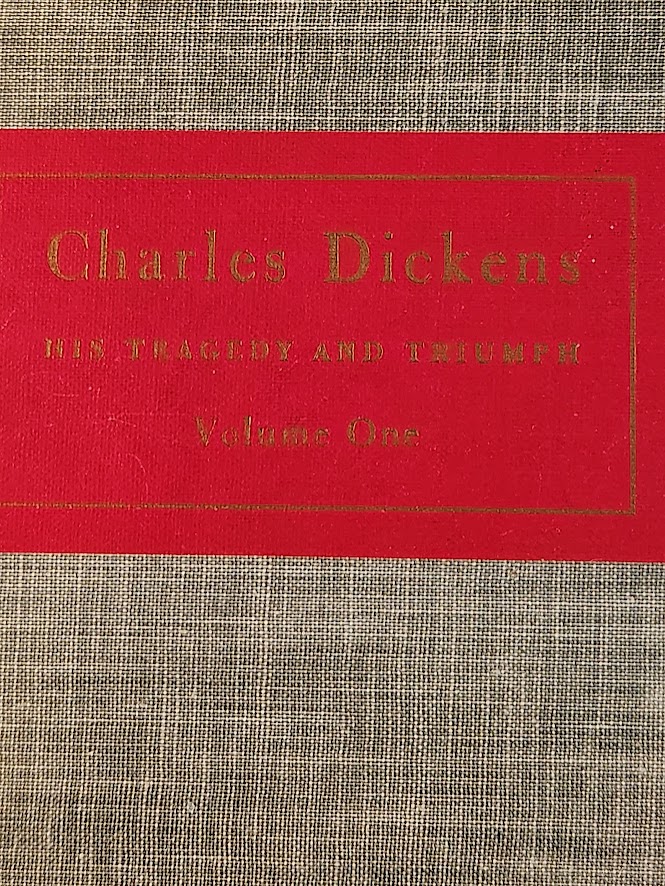 Charles Dickens
HIS TRAGEDY AND TRIUMPH
Volume One